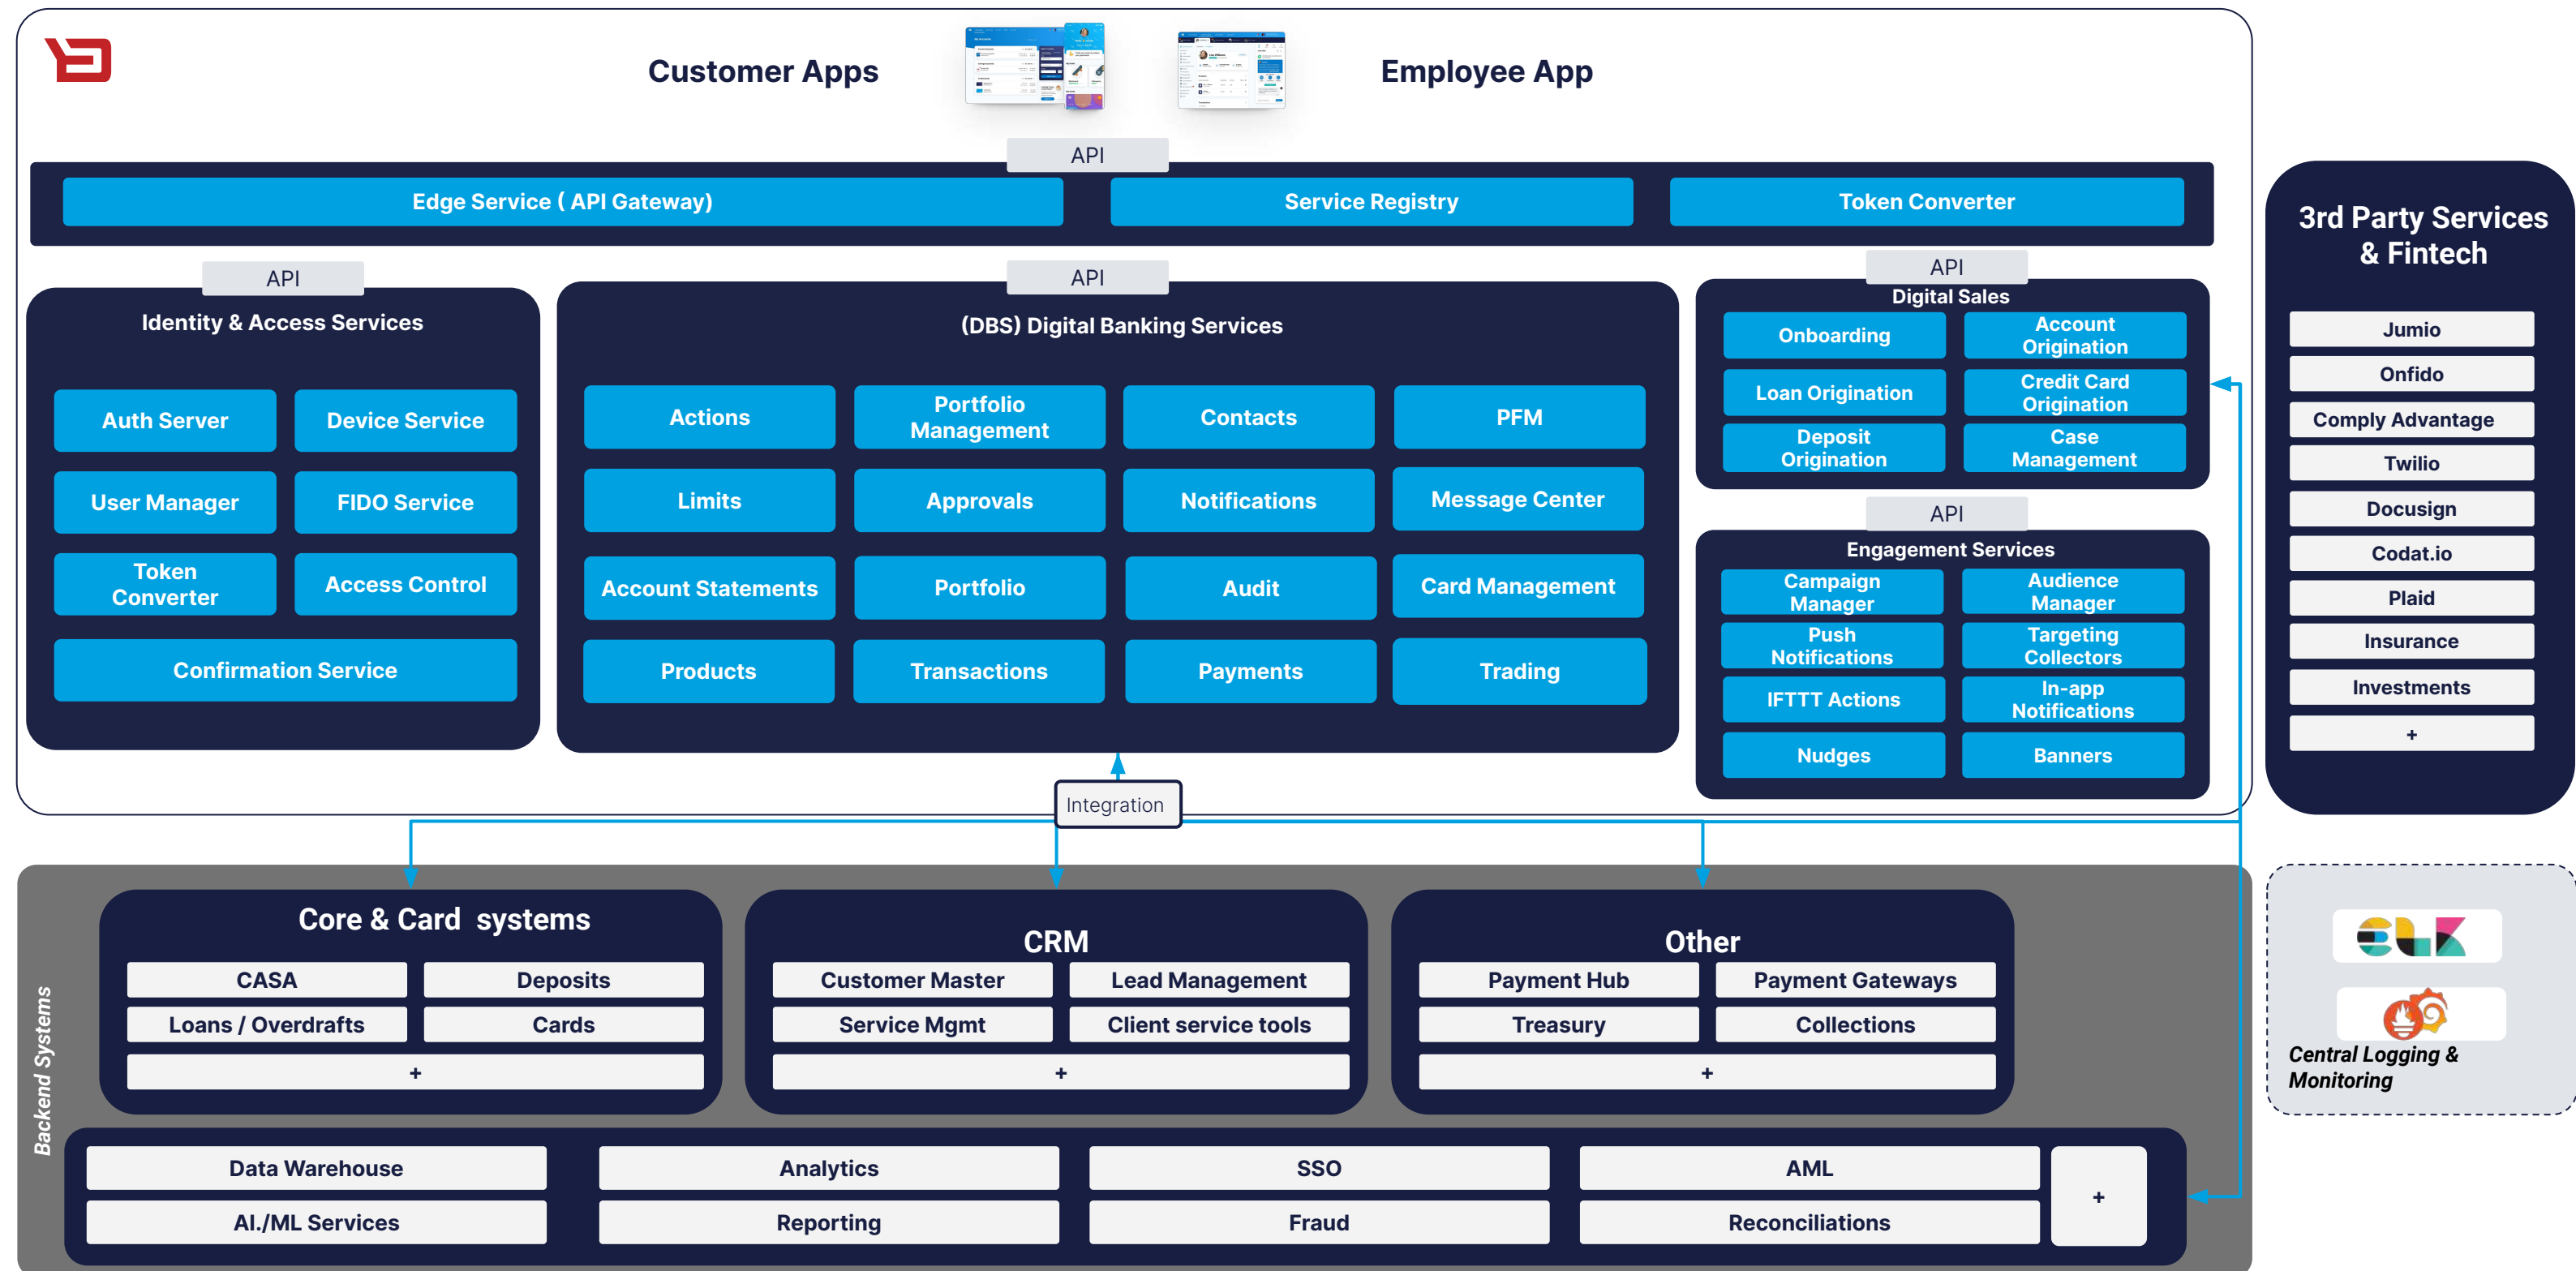 Customer Apps
Employee App
API
Edge Service ( API Gateway)
Service Registry
Token Converter
API
Identity & Access Services
Auth Server
Device Service
User Manager
FIDO Service
Token
Converter
Access Control
Confirmation Service
API
(DBS) Digital Banking Services
Actions
Portfolio
Management
Contacts
PFM
Limits
Approvals
Notifications
Message Center
Account Statements
Portfolio
Audit
Card Management
Products
Transactions
Payments
Trading
API
Digital Sales
Onboarding
Account
Origination
Loan Origination
Credit Card
Origination
Deposit
Origination
Case
Management
API
Engagement Services
Campaign
Manager
Audience
Manager
Push
Notifications
Targeting
Collectors
IFTTT Actions
In-app
Notifications
Nudges
Banners
3rd Party Services
& Fintech
Jumio
Onfido
Comply Advantage
Twilio
Docusign
Codat.io
Plaid
Insurance
Investments
+
Integration
Backend Systems
Core & Card  systems
CASA
Deposits
Loans / Overdrafts
Cards
+
CRM
Customer Master
Lead Management
Service Mgmt
Client service tools
+
Other
Payment Hub
Payment Gateways
Treasury
Collections
+
Data Warehouse
Analytics
SSO
AML
AI./ML Services
Reporting
Fraud
Reconciliations
+
ELK
Central Logging &
Monitoring